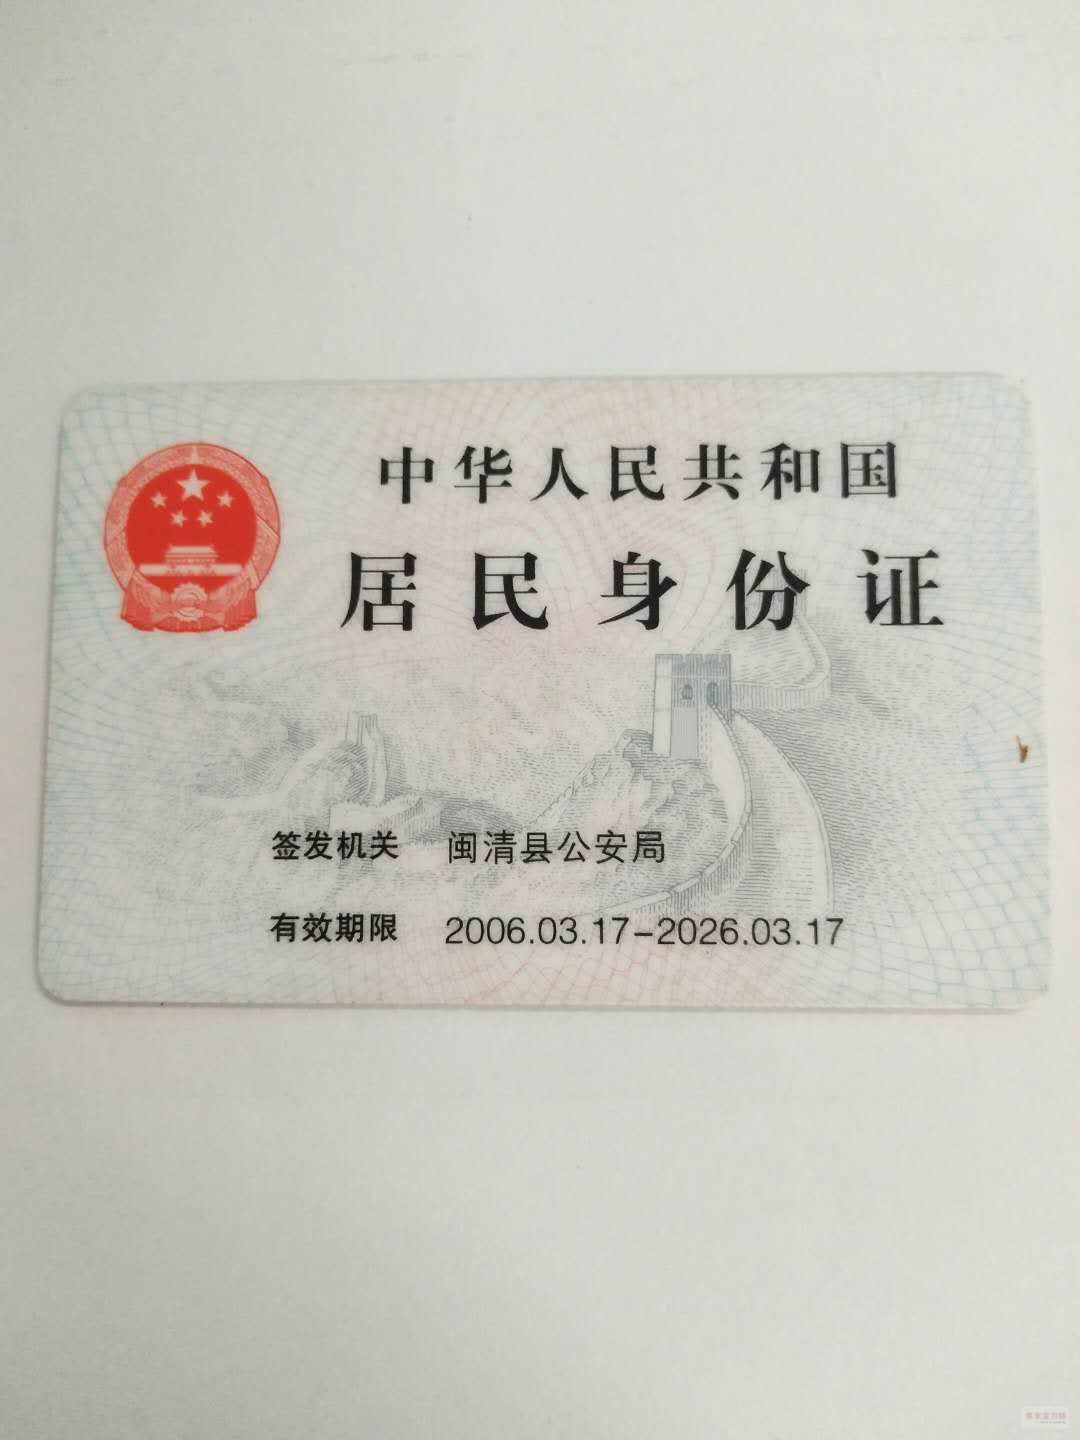 中华人民共和国
居民身份证
签发机关 闽清县公安局
有效期限 2006.03.17-2026.03.17